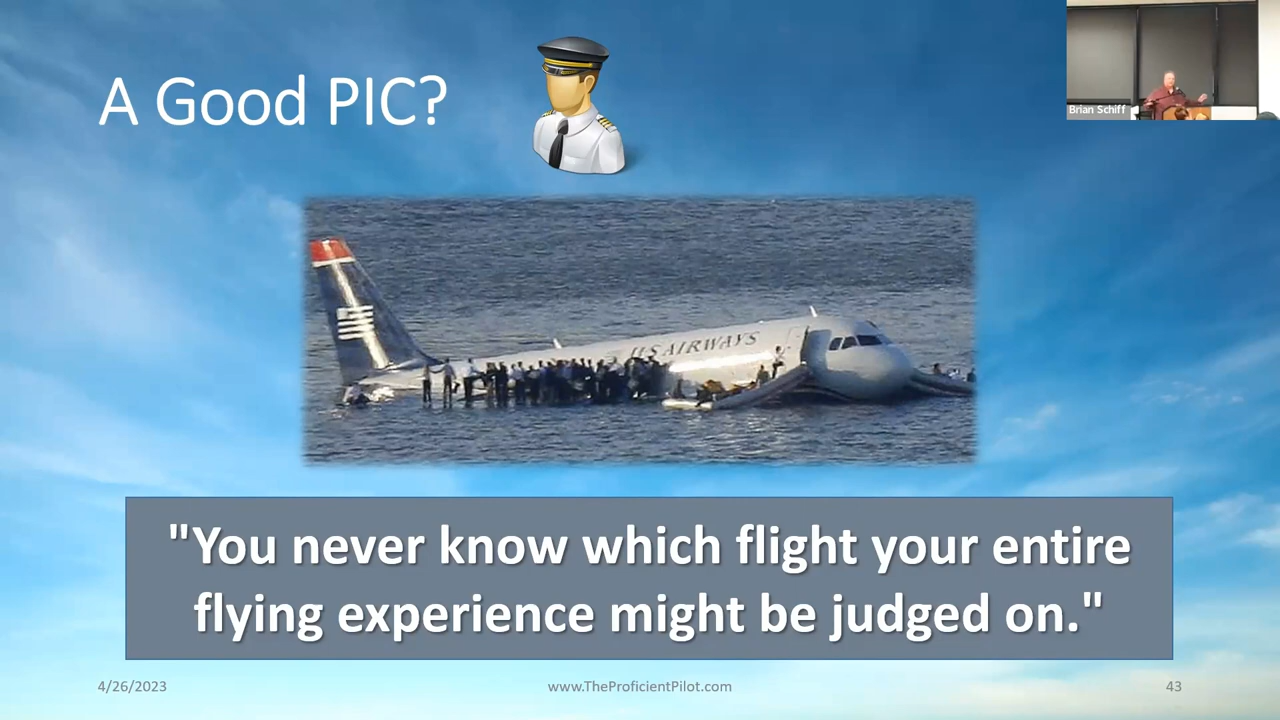 A Good PIC?
Brian Schiff
US AIRWAYS
"You never know which flight your entire
flying experience might be judged on."
4/26/2023
www.TheProficientPilot.com
43